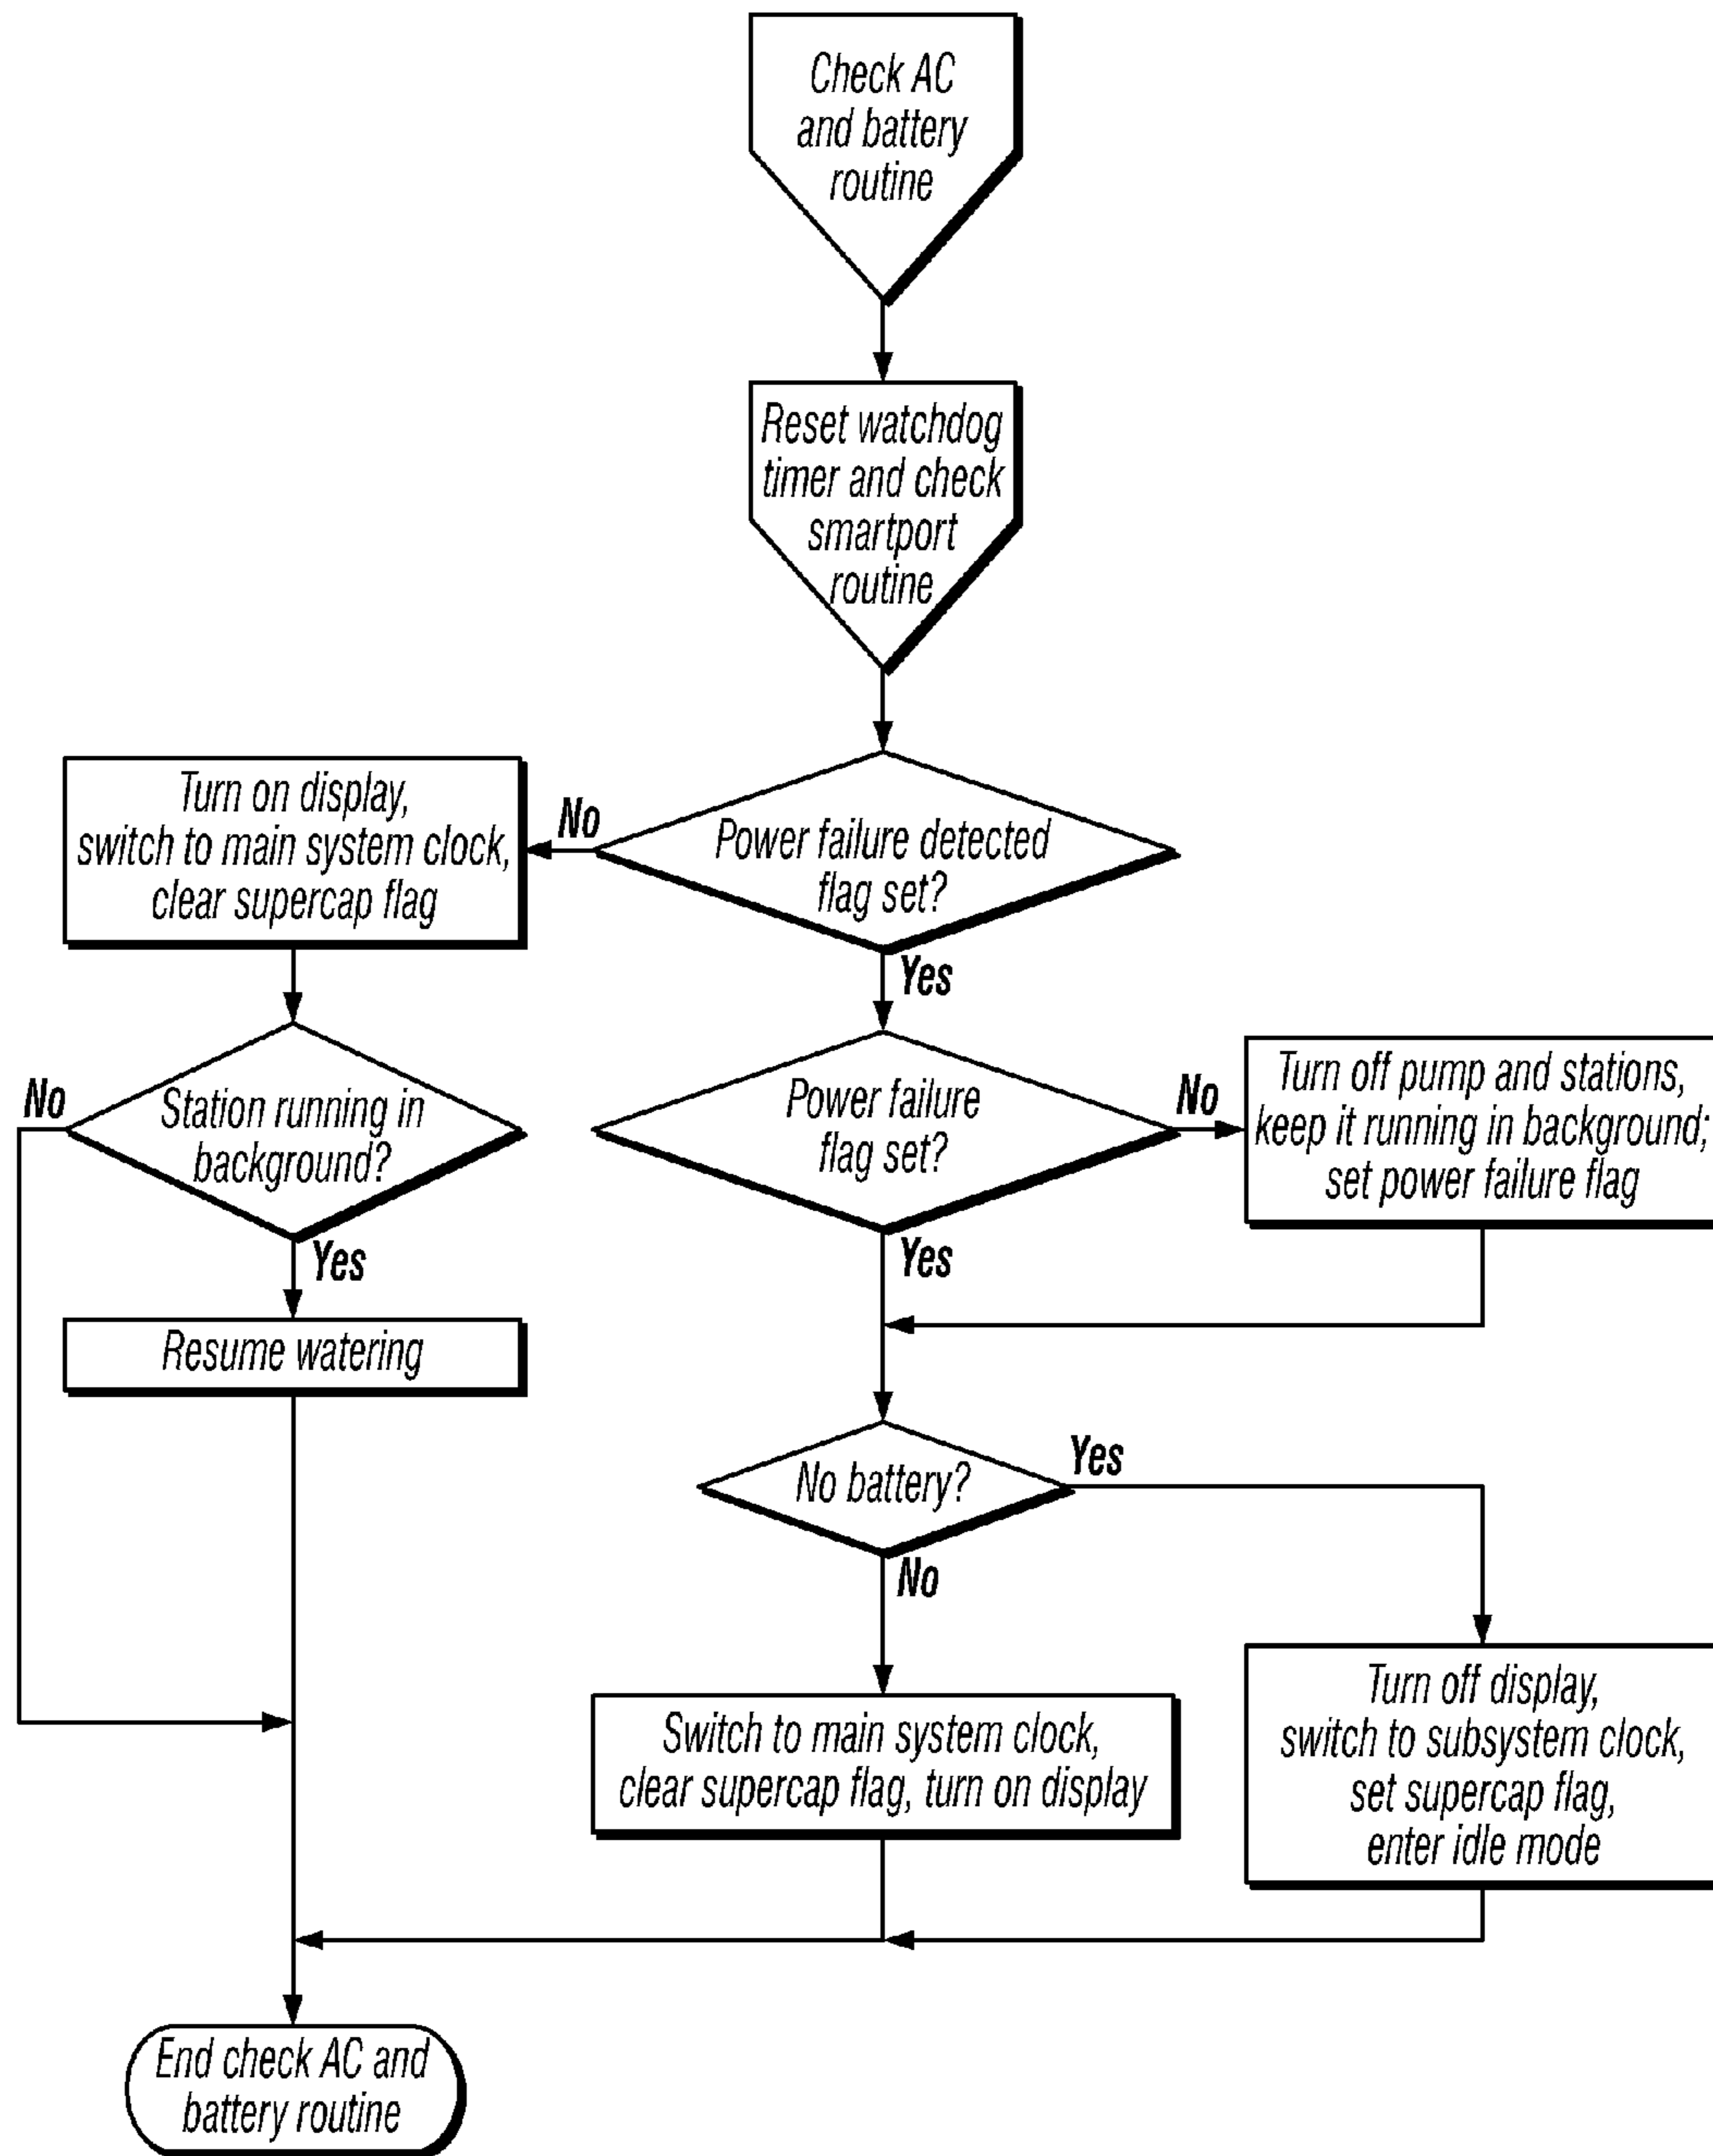 Check AC
and battery
routine
Reset watchdog
timer and check
smartport
routine
Power failure detected
flag set?
No
Turn on display,
switch to main system clock,
clear supercap flag
Yes
Station running in
background?
No
Yes
Resume watering
Power failure
flag set?
No
Turn off pump and stations,
keep it running in background;
set power failure flag
Yes
No battery?
Yes
No
Switch to main system clock,
clear supercap flag, turn on display
Turn off display,
switch to subsystem clock,
set supercap flag,
enter idle mode
End check AC and
battery routine